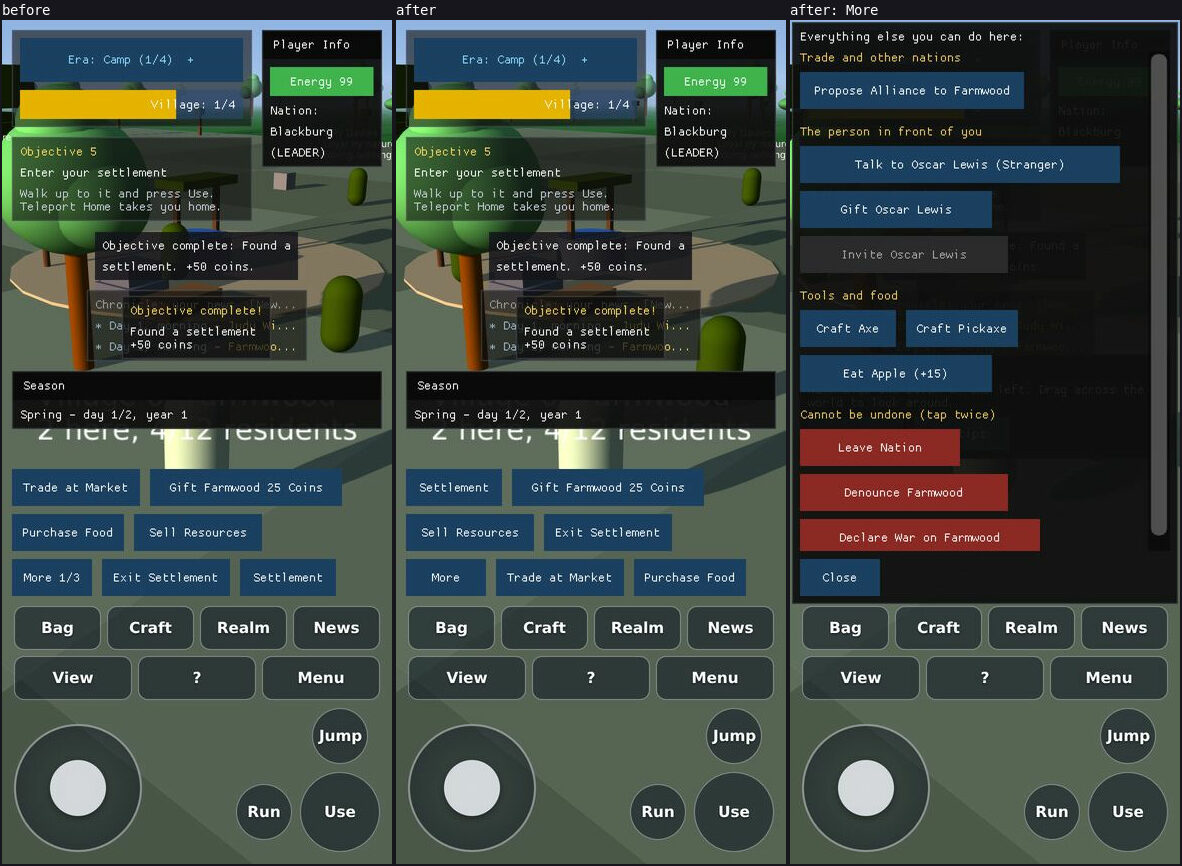 before
Era: Camp (1/4)  +
Village: 1/4
Player Info
Energy 99
Nation:
Blackburg
(LEADER)
Objective 5
Enter your settlement
Walk up to it and press Use.
Teleport Home takes you home.
Objective complete: Found a
settlement. +50 coins.
Objective complete!
Found a settlement
+50 coins
Season
Spring - day 1/2, year 1
2 here, 4/12 residents
Trade at Market
Gift Farmwood 25 Coins
Purchase Food
Sell Resources
More 1/3
Exit Settlement
Settlement
Bag
Craft
Realm
News
View
?
Menu
Jump
Run
Use
after
Era: Camp (1/4)  +
Village: 1/4
Player Info
Energy 99
Nation:
Blackburg
(LEADER)
Objective 5
Enter your settlement
Walk up to it and press Use.
Teleport Home takes you home.
Objective complete: Found a
settlement. +50 coins.
Objective complete!
Found a settlement
+50 coins
Season
Spring - day 1/2, year 1
2 here, 4/12 residents
Settlement
Gift Farmwood 25 Coins
Sell Resources
Exit Settlement
More
Trade at Market
Purchase Food
Bag
Craft
Realm
News
View
?
Menu
Jump
Run
Use
after: More
Everything else you can do here:
Trade and other nations
Propose Alliance to Farmwood
The person in front of you
Talk to Oscar Lewis (Stranger)
Gift Oscar Lewis
Invite Oscar Lewis
Tools and food
Craft Axe
Craft Pickaxe
Eat Apple (+15)
Cannot be undone (tap twice)
Leave Nation
Denounce Farmwood
Declare War on Farmwood
Close
Bag
Craft
Realm
News
View
?
Menu
Jump
Run
Use